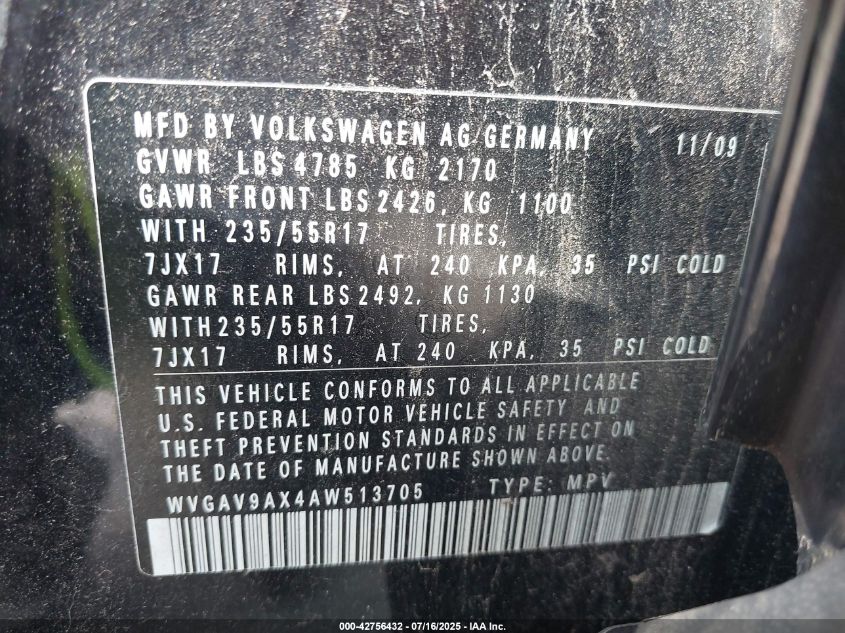 MFD BY VOLKSWAGEN AG/GERMANY 11/09
GVWR LBS 4785 KG 2170
GAWR FRONT LBS 2426, KG 1100
WITH 235/55R17 TIRES,
7JX17 RIMS, AT 240 KPA, 35 PSI COLD
GAWR REAR LBS 2492, KG 1130
WITH 235/55R17 TIRES,
7JX17 RIMS, AT 240 KPA, 35 PSI COLD
THIS VEHICLE CONFORMS TO ALL APPLICABLE
U.S. FEDERAL MOTOR VEHICLE SAFETY AND
THEFT PREVENTION STANDARDS IN EFFECT ON
THE DATE OF MANUFACTURE SHOWN ABOVE.
WVGAV9AX4AW513705 TYPE: MPV
000-42756432 - 07/16/2025 - IAA Inc.